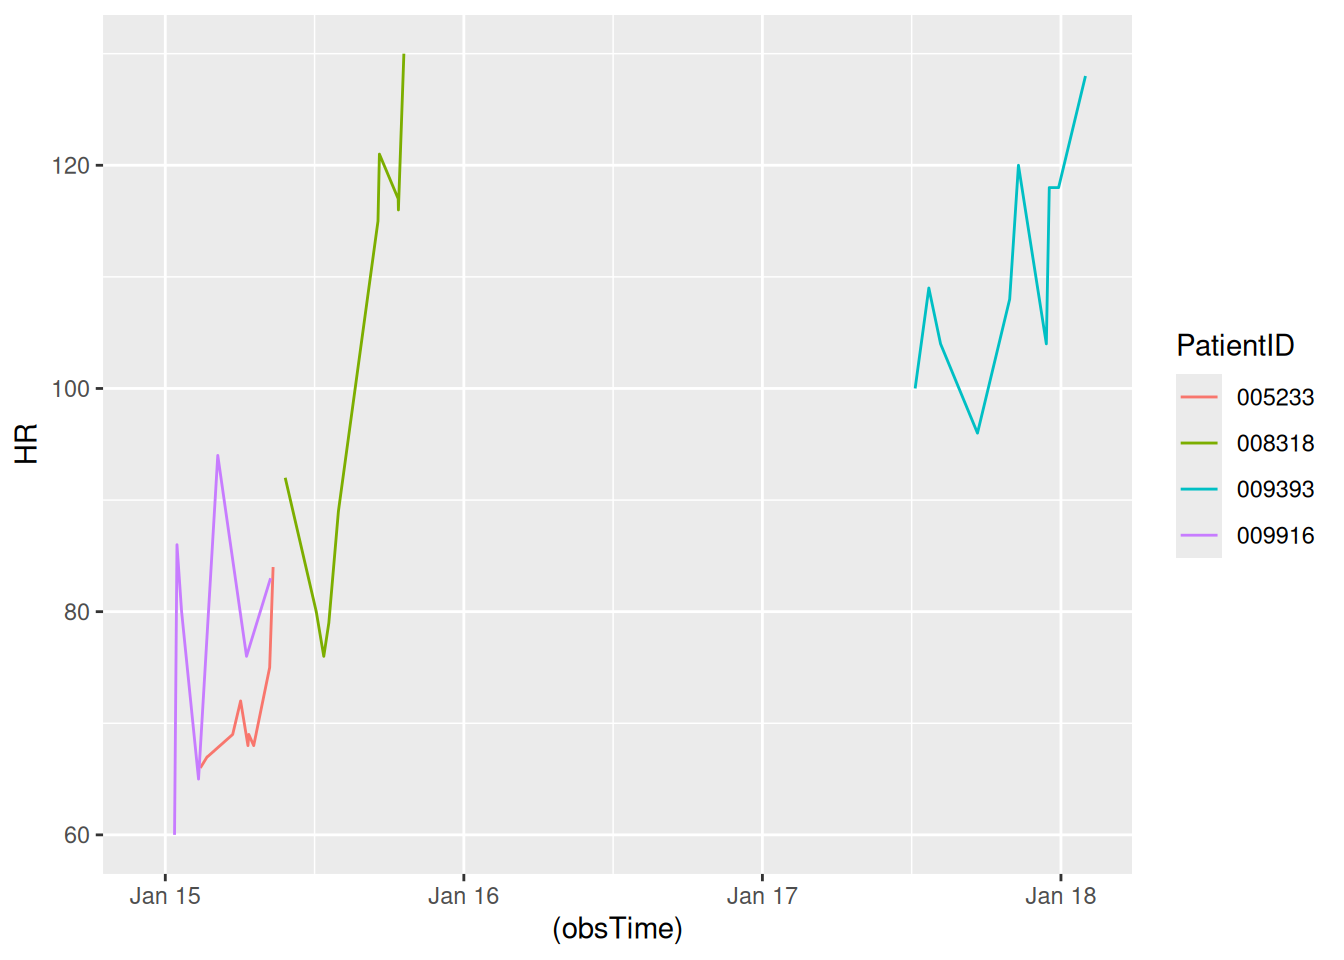 120
100
80
60
HR
Jan 15
Jan 16
Jan 17
Jan 18
(obsTime)
PatientID
005233
008318
009393
009916